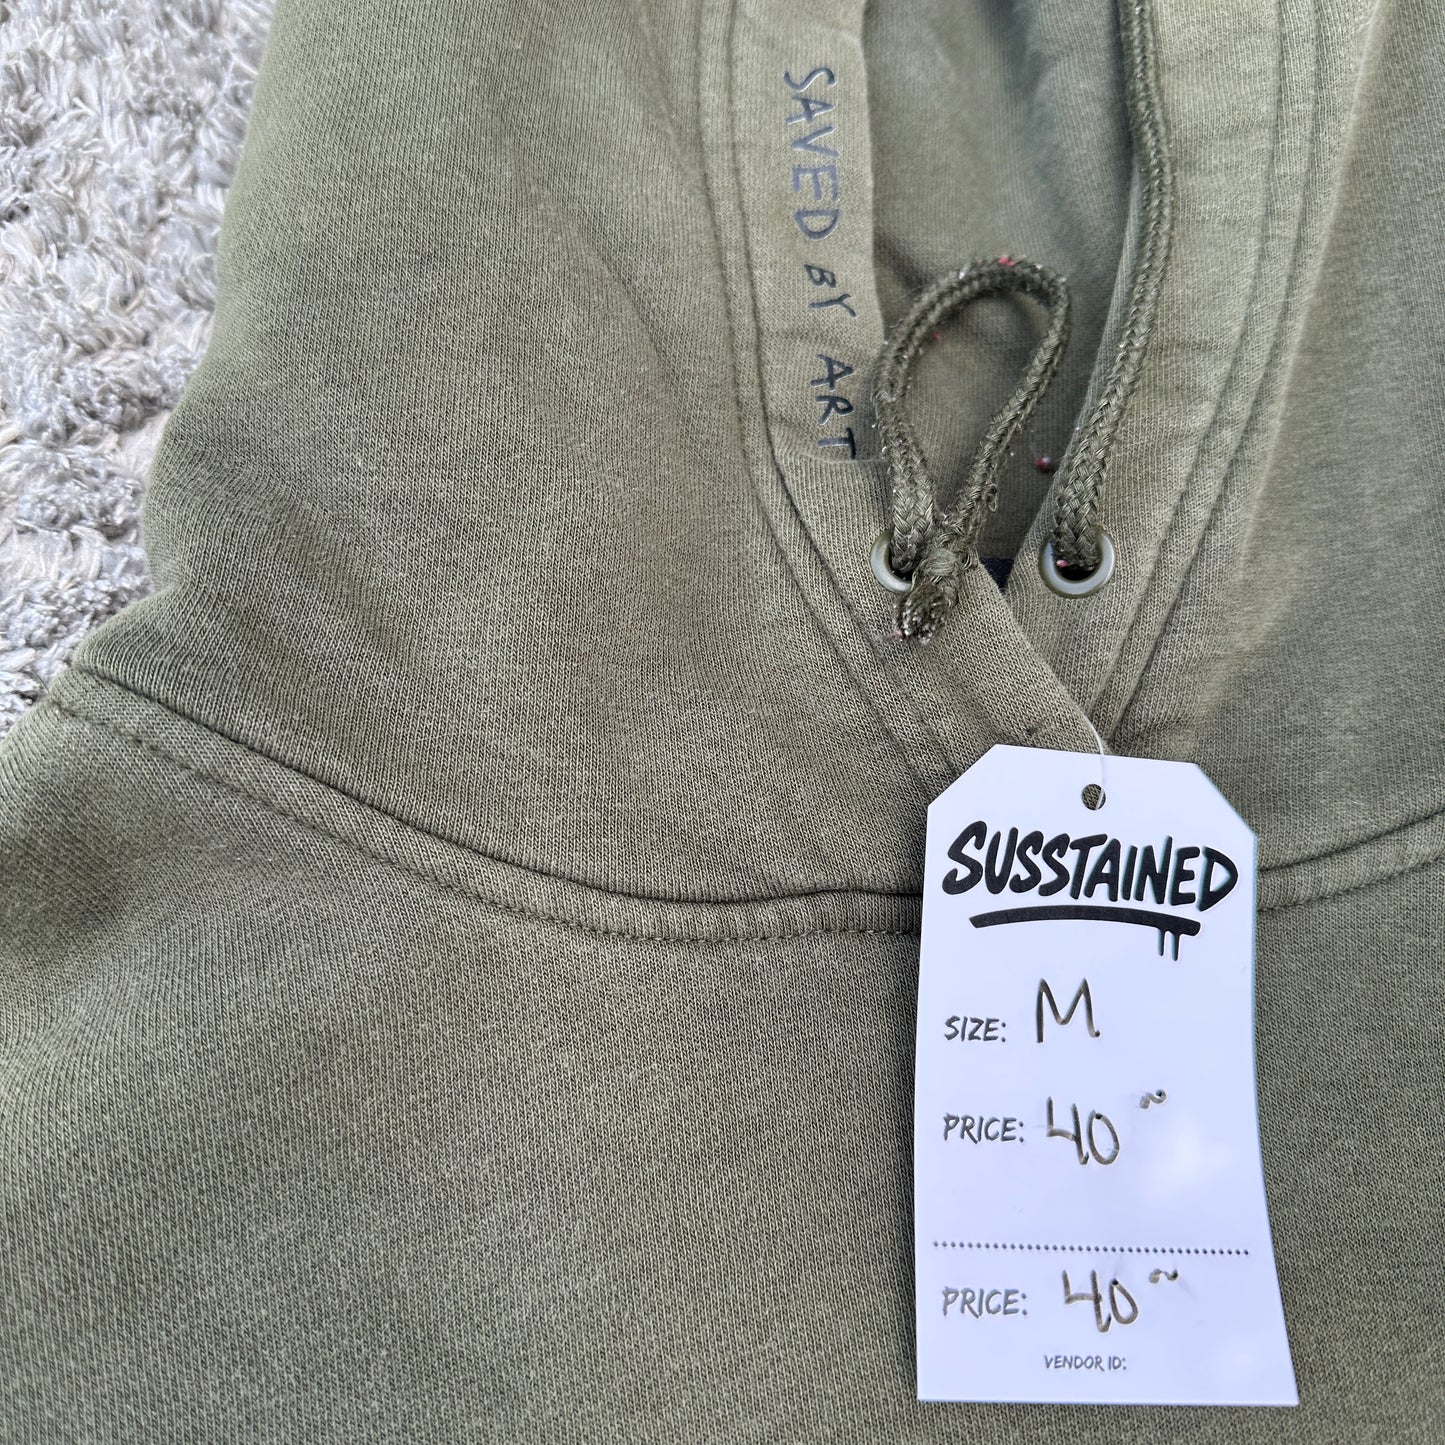 SAVED BY ART
SUSSTAINED
SIZE: M
PRICE: 40 ~
PRICE: 40 ~
VENDOR ID: